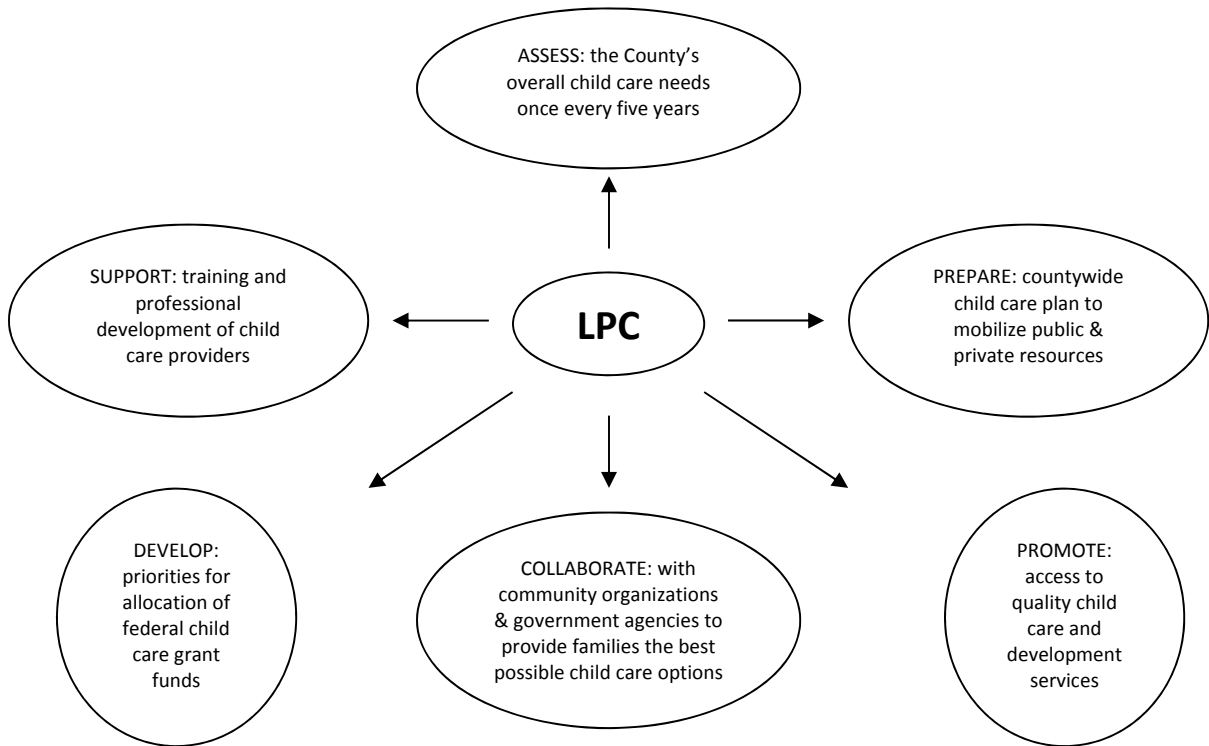 ASSESS: the County’s
overall child care needs
once every five years
SUPPORT: training and
professional
development of child
care providers
LPC
PREPARE: countywide
child care plan to
mobilize public &
private resources
DEVELOP:
priorities for
allocation of
federal child
care grant
funds
COLLABORATE: with
community organizations
& government agencies to
provide families the best
possible child care options
PROMOTE:
access to
quality child
care and
development
services